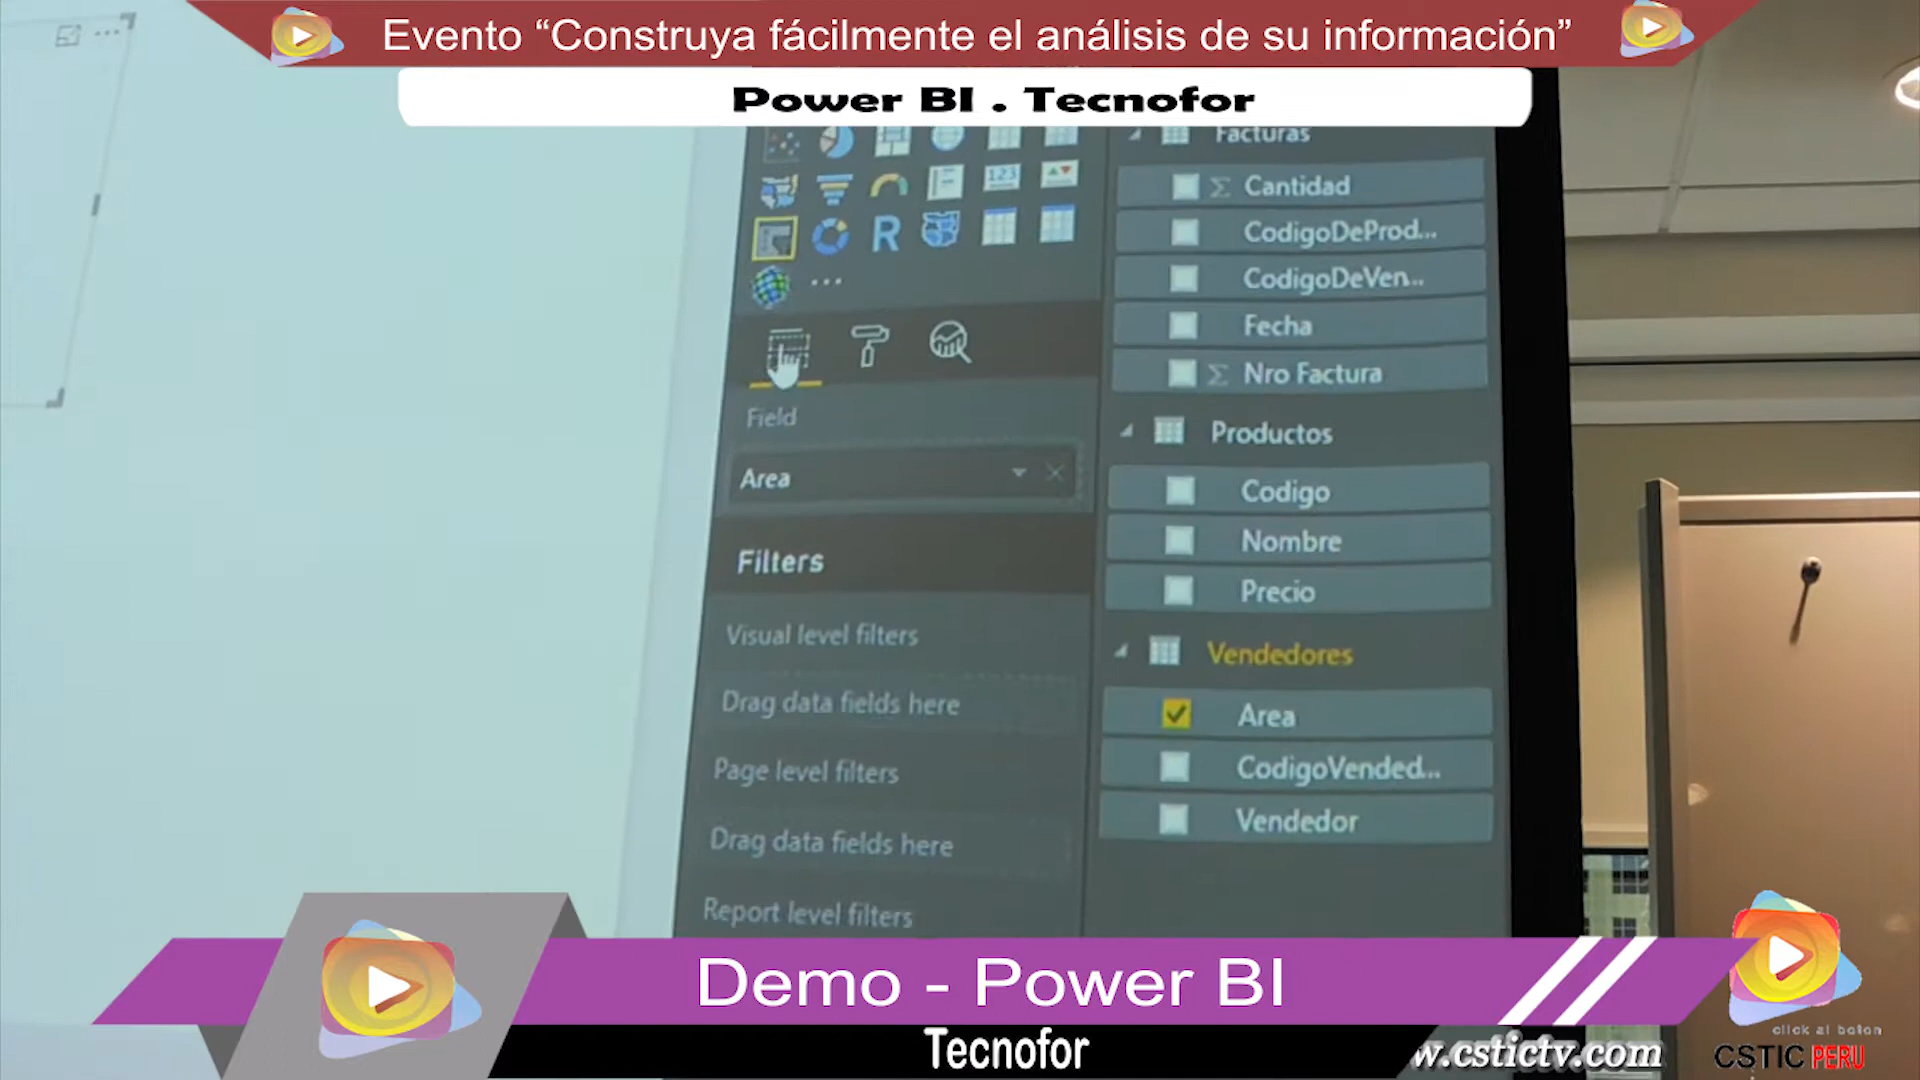 Evento “Construya fácilmente el análisis de su información”
Power BI . Tecnofor
Facturas
Σ Cantidad
CodigoDeProd...
CodigoDeVen...
Fecha
Σ Nro Factura
Productos
Codigo
Nombre
Precio
Vendedores
Area
CodigoVended...
Vendedor
123
R
Field
Area
Filters
Visual level filters
Drag data fields here
Page level filters
Drag data fields here
Report level filters
Demo - Power BI
Tecnofor
w.cstictv.com
click al boton
CSTIC PERU